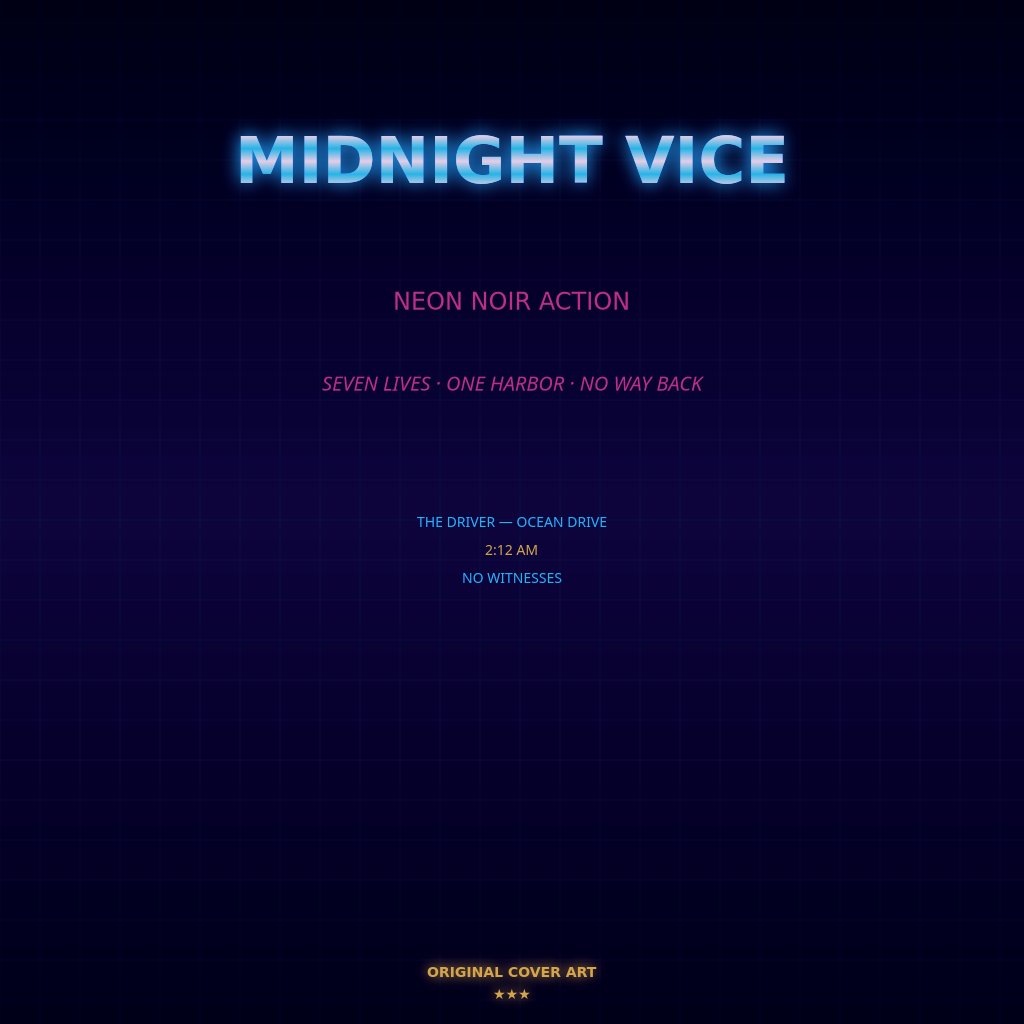 MIDNIGHT VICE
NEON NOIR ACTION
SEVEN LIVES · ONE HARBOR · NO WAY BACK
THE DRIVER — OCEAN DRIVE
2:12 AM
NO WITNESSES
ORIGINAL COVER ART
★★★